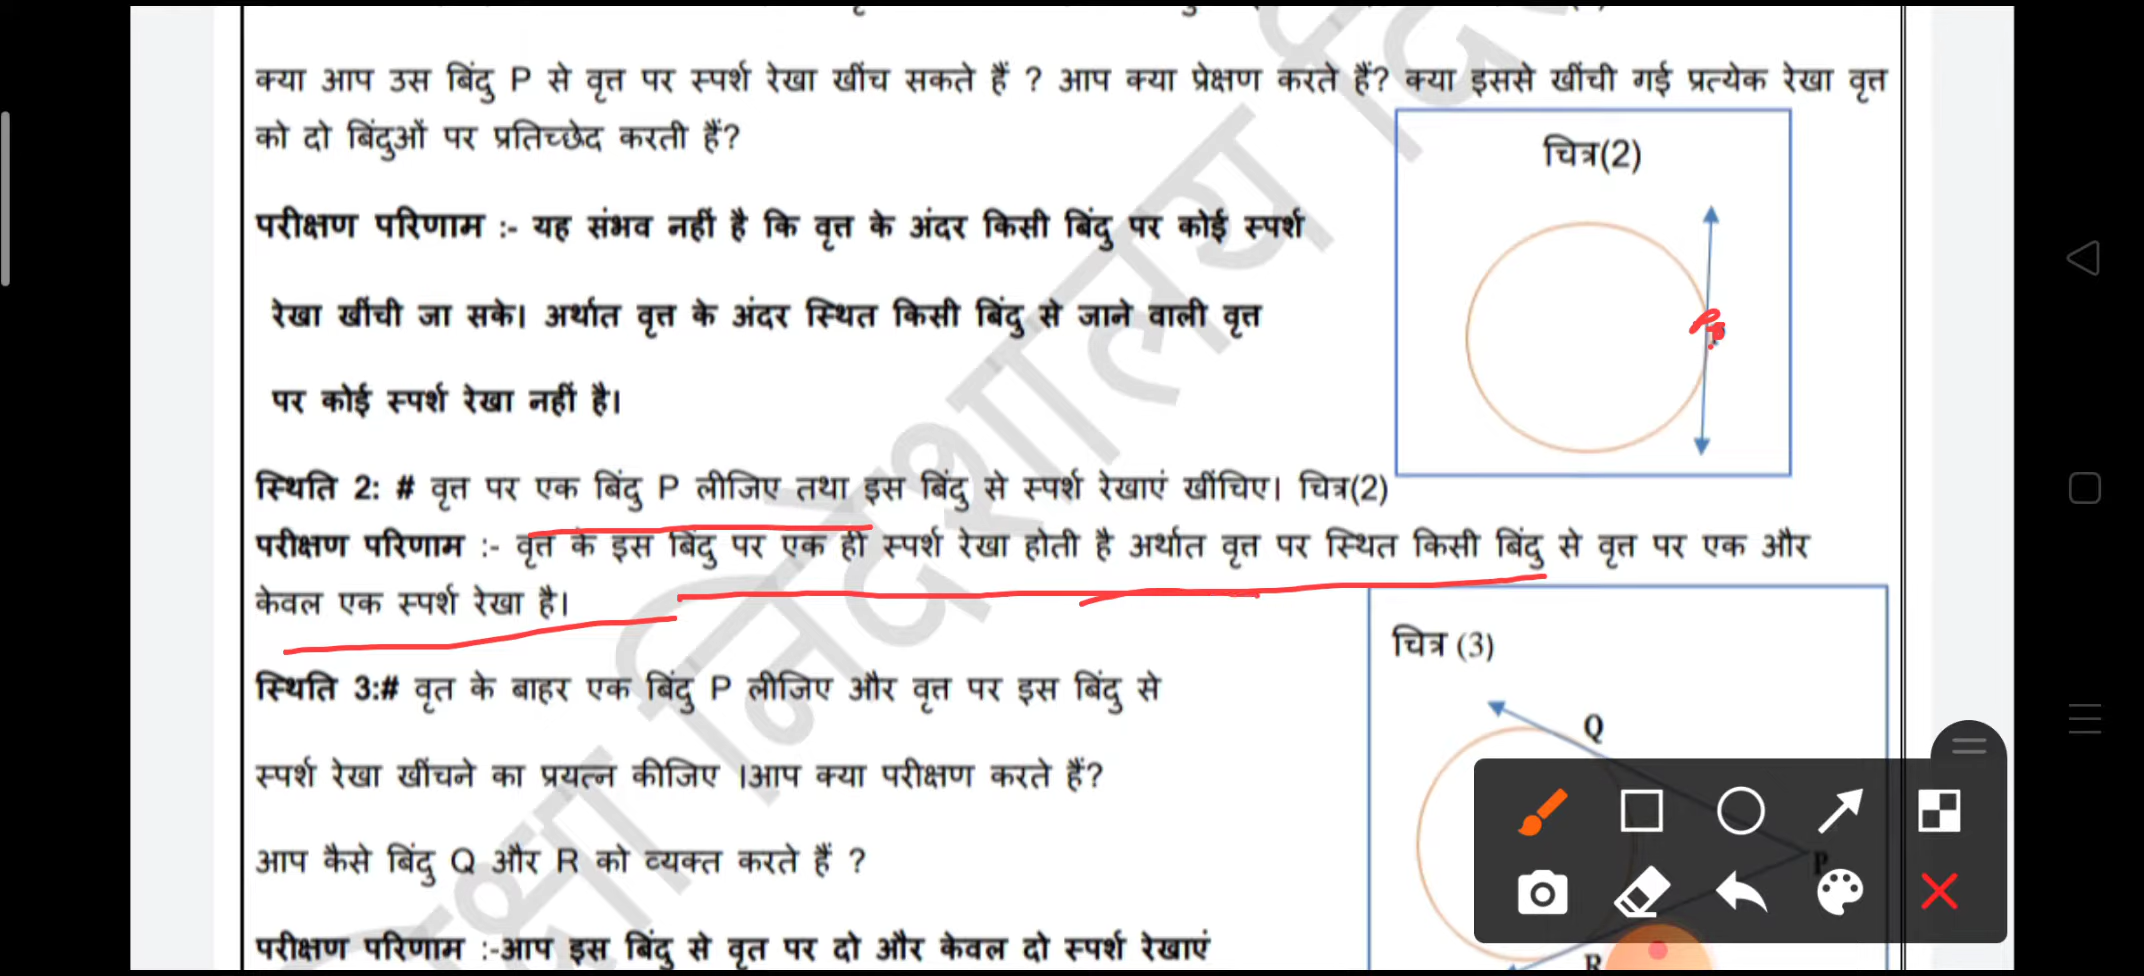 क्या आप उस बिंदु P से वृत्त पर स्पर्श रेखा खींच सकते हैं ? आप क्या प्रेक्षण करते हैं? क्या इससे खींची गई प्रत्येक रेखा वृत्त
को दो बिंदुओं पर प्रतिच्छेद करती हैं?
चित्र(2)
परीक्षण परिणाम :- यह संभव नहीं है कि वृत्त के अंदर किसी बिंदु पर कोई स्पर्श
रेखा खींची जा सके। अर्थात वृत्त के अंदर स्थित किसी बिंदु से जाने वाली वृत्त
पर कोई स्पर्श रेखा नहीं है।
स्थिति 2: # वृत्त पर एक बिंदु P लीजिए तथा इस बिंदु से स्पर्श रेखाएं खींचिए। चित्र(2)
परीक्षण परिणाम :- वृत्त के इस बिंदु पर एक ही स्पर्श रेखा होती है अर्थात वृत्त पर स्थित किसी बिंदु से वृत्त पर एक और
केवल एक स्पर्श रेखा है।
चित्र (3)
स्थिति 3:# वृत के बाहर एक बिंदु P लीजिए और वृत्त पर इस बिंदु से
Q
स्पर्श रेखा खींचने का प्रयत्न कीजिए ।आप क्या परीक्षण करते हैं?
आप कैसे बिंदु Q और R को व्यक्त करते हैं ?
P
परीक्षण परिणाम :-आप इस बिंदु से वृत पर दो और केवल दो स्पर्श रेखाएं
R